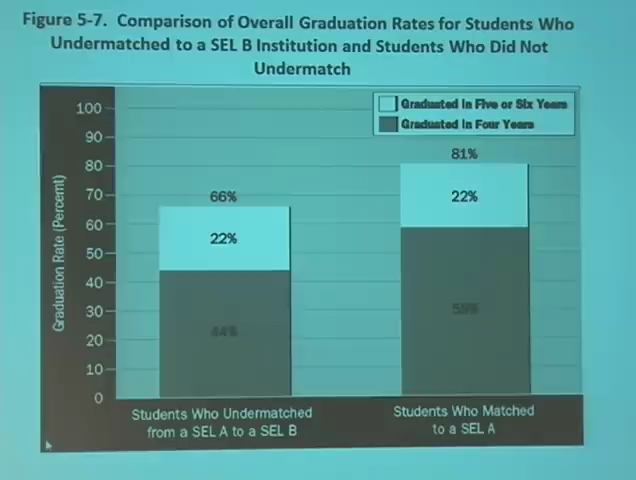 Figure 5-7. Comparison of Overall Graduation Rates for Students Who
Undermatched to a SEL B Institution and Students Who Did Not
Undermatch
Graduated In Five or Six Years
Graduated In Four Years
Graduation Rate (Percent)
100
90
80
70
60
50
40
30
20
10
0
66%
22%
44%
81%
22%
Students Who Undermatched
from a SEL A to a SEL B
Students Who Matched
to a SEL A